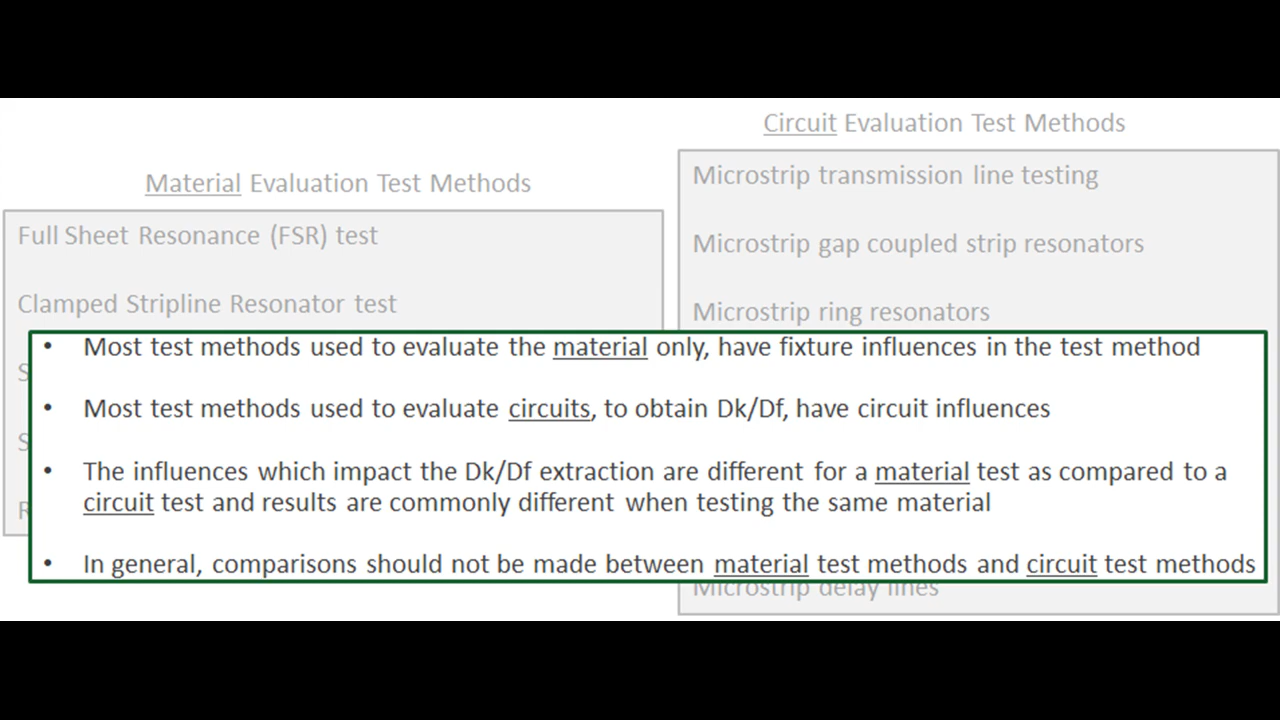 Circuit Evaluation Test Methods
Material Evaluation Test Methods
Microstrip transmission line testing
Full Sheet Resonance (FSR) test
Microstrip gap coupled strip resonators
Clamped Stripline Resonator test
Microstrip ring resonators
• Most test methods used to evaluate the material only, have fixture influences in the test method
• Most test methods used to evaluate circuits, to obtain Dk/Df, have circuit influences
• The influences which impact the Dk/Df extraction are different for a material test as compared to a
circuit test and results are commonly different when testing the same material
• In general, comparisons should not be made between material test methods and circuit test methods
Microstrip delay lines